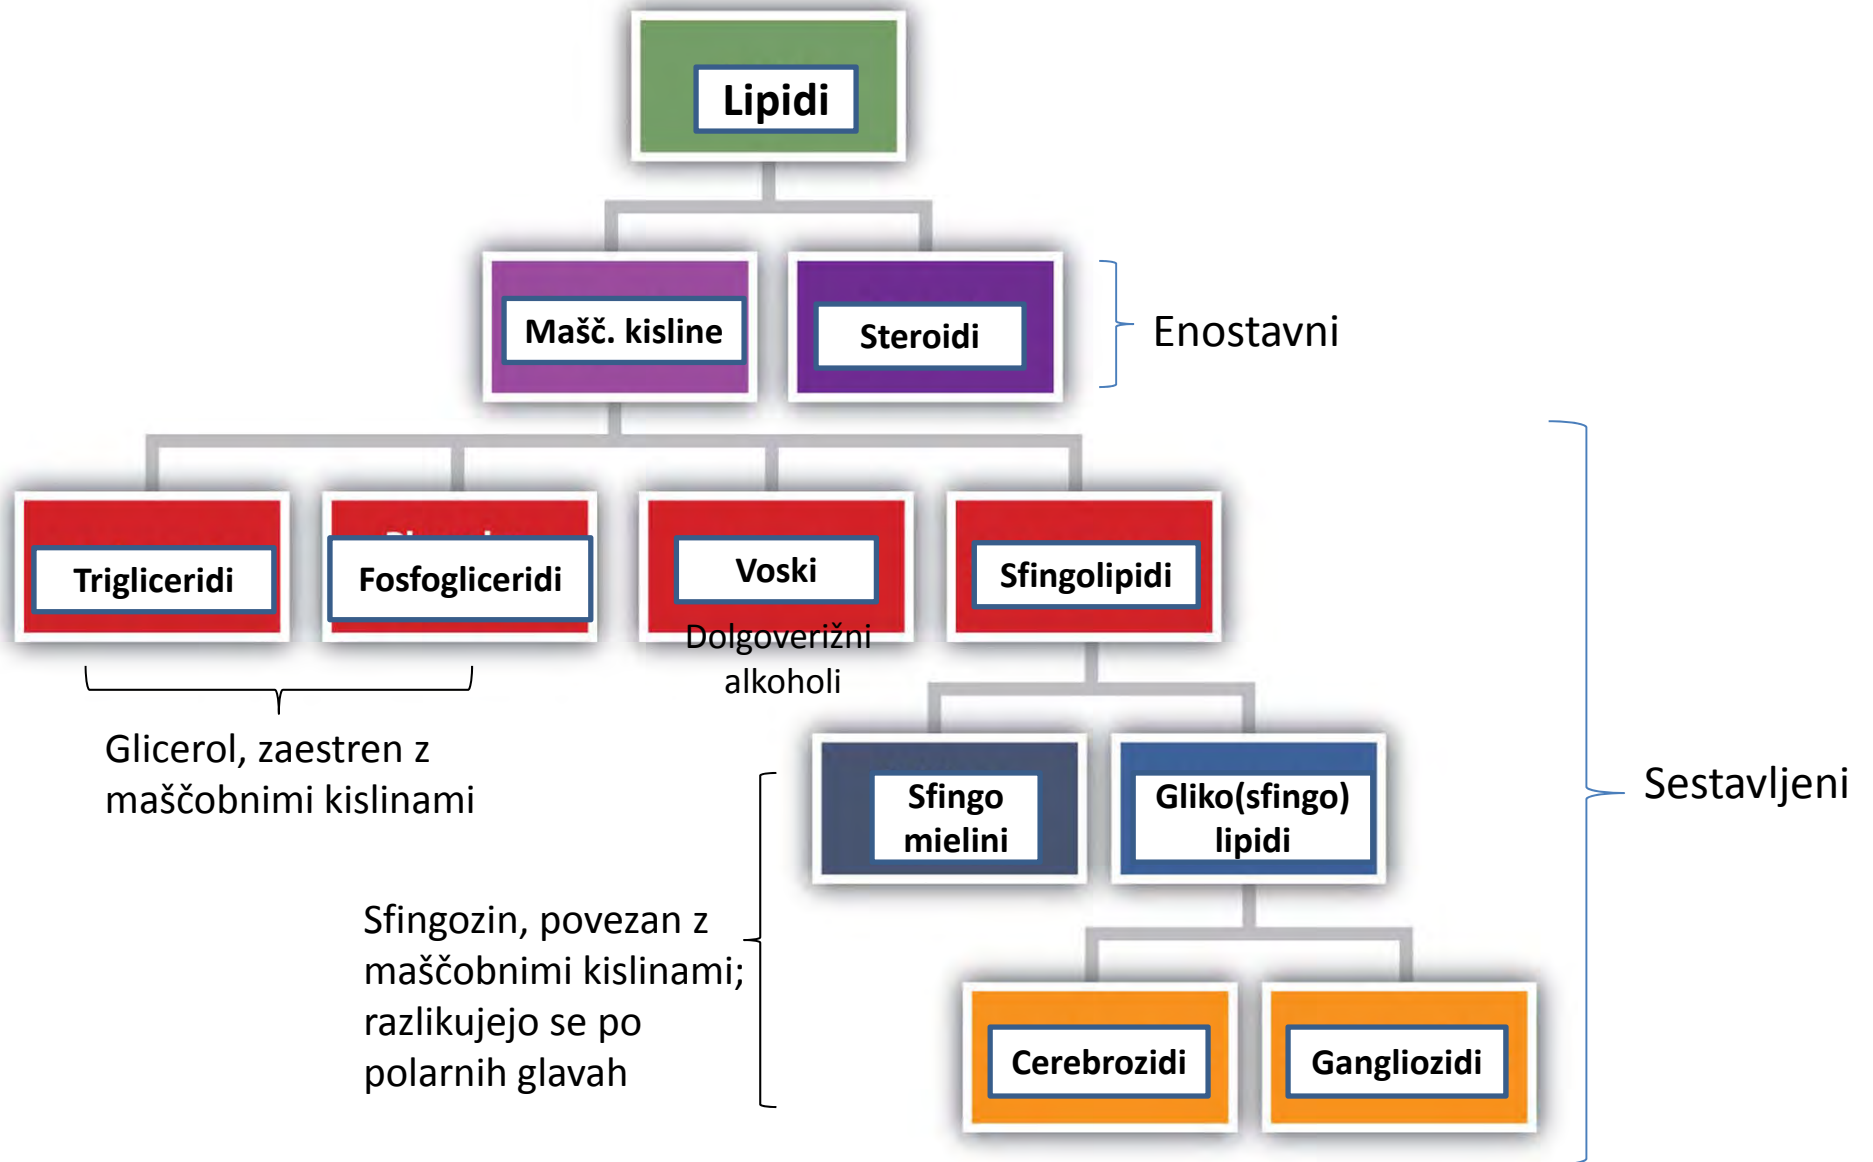 Lipidi
Mašč. kisline
Steroidi
Enostavni
Trigliceridi
Fosfogliceridi
Voski
Sfingolipidi
Dolgoverižni
alkoholi
Glicerol, zaestren z
maščobnimi kislinami
Sfingo
mielini
Gliko(sfingo)
lipidi
Sestavljeni
Sfingozin, povezan z
maščobnimi kislinami;
razlikujejo se po
polarnih glavah
Cerebrozidi
Gangliozidi